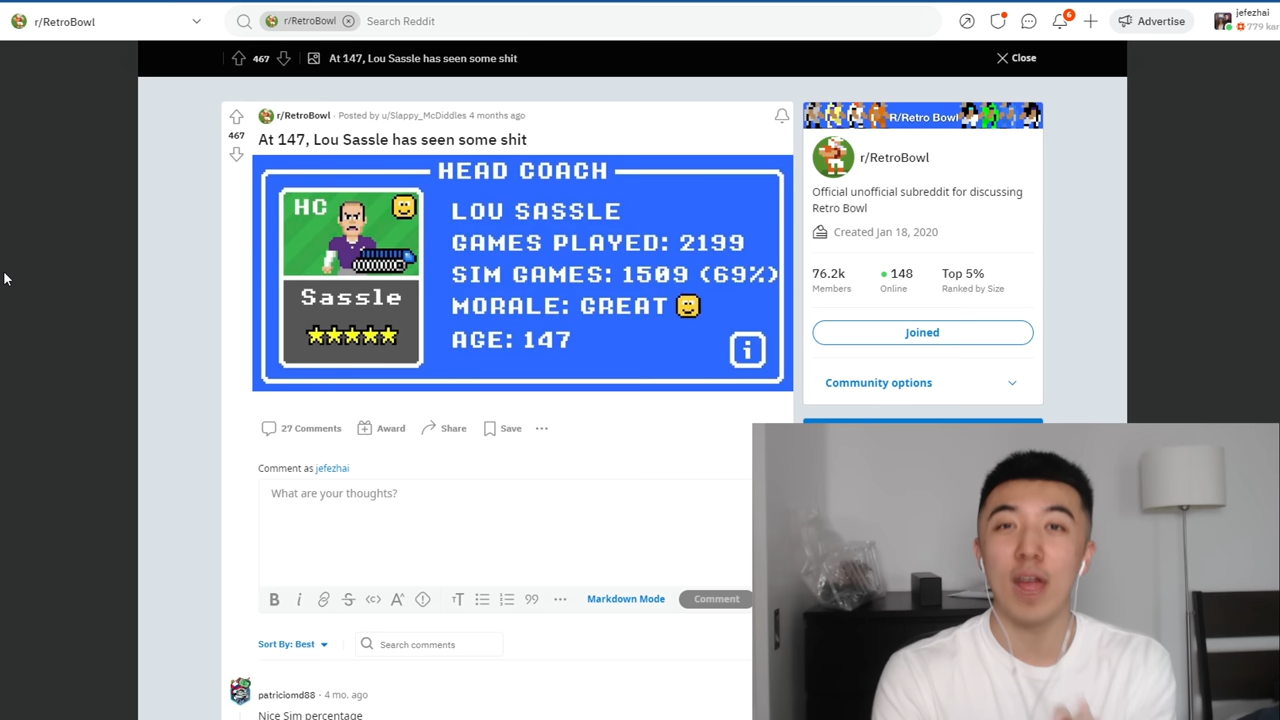 r/RetroBowl
r/RetroBowl
Search Reddit
6
Advertise
jefezhai
779 kar
467
At 147, Lou Sassle has seen some shit
Close
r/RetroBowl · Posted by u/Slappy_McDiddles 4 months ago
467
At 147, Lou Sassle has seen some shit
HEAD COACH
HC
Sassle
LOU SASSLE
GAMES PLAYED: 2199
SIM GAMES: 1509 (69%)
MORALE: GREAT
AGE: 147
i
27 Comments
Award
Share
Save
Comment as jefezhai
What are your thoughts?
Markdown Mode
Comment
Sort By: Best
Search comments
patriciomd88 · 4 mo. ago
Nice Sim percentage
R/Retro Bowl
r/RetroBowl
Official unofficial subreddit for discussing
Retro Bowl
Created Jan 18, 2020
76.2k
148
Top 5%
Members
Online
Ranked by Size
Joined
Community options